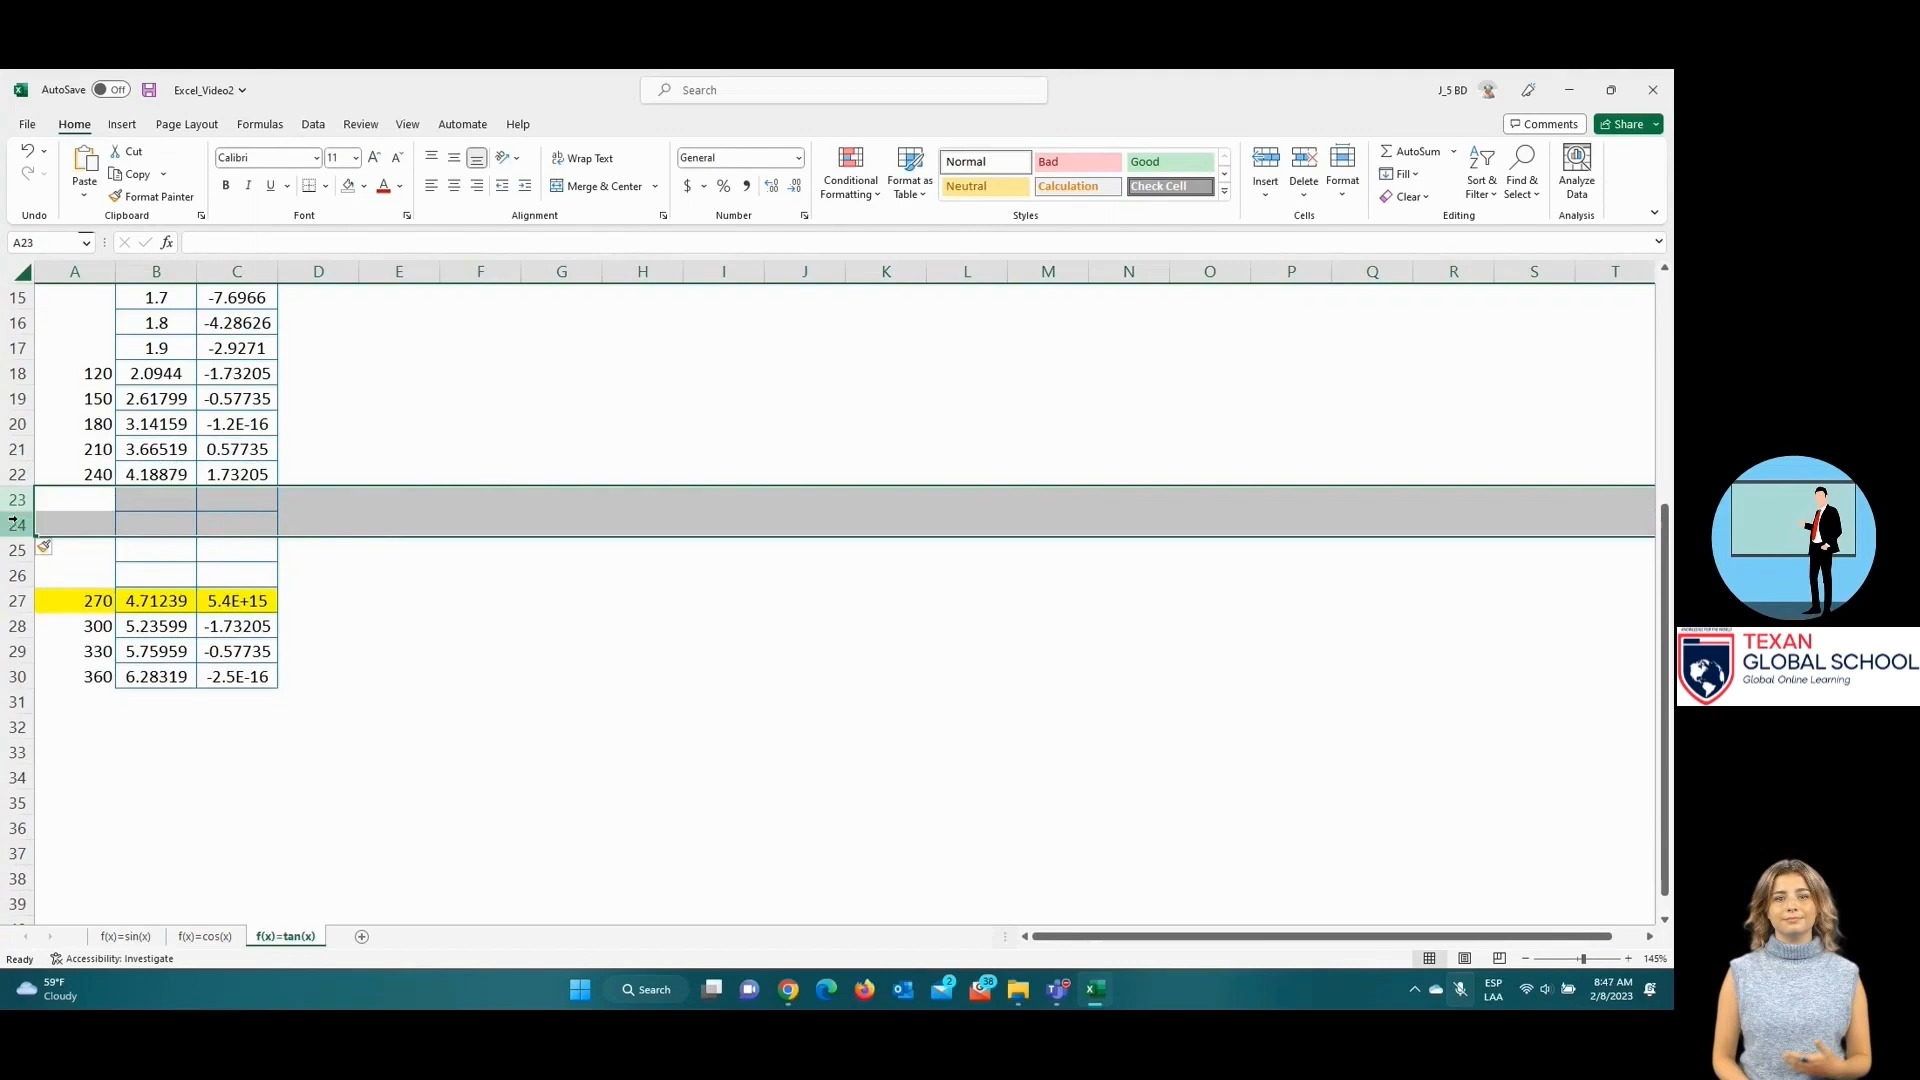 AutoSave Off Excel_Video2 Search J_5 BD
File Home Insert Page Layout Formulas Data Review View Automate Help Comments Share
Cut Calibri 11 Wrap Text General Normal Bad Good AutoSum
Copy Fill
Paste Format Painter B I U Merge & Center $ % Neutral Calculation Check Cell Clear
Conditional Formatting Format as Table Insert Delete Format Sort & Filter Find & Select Analyze Data
Undo Clipboard Font Alignment Number Styles Cells Editing Analysis
A23 fx
A B C D E F G H I J K L M N O P Q R S T
15 1.7 -7.6966
16 1.8 -4.28626
17 1.9 -2.9271
18 120 2.0944 -1.73205
19 150 2.61799 -0.57735
20 180 3.14159 -1.2E-16
21 210 3.66519 0.57735
22 240 4.18879 1.73205
23
24
25
26
27 270 4.71239 5.4E+15
28 300 5.23599 -1.73205
29 330 5.75959 -0.57735
30 360 6.28319 -2.5E-16
31
32
33
34
35
36
37
38
39
f(x)=sin(x) f(x)=cos(x) f(x)=tan(x)
Ready Accessibility: Investigate 145%
59°F
Cloudy
Search
2
38
ESP
LAA
8:47 AM
2/8/2023
TEXAN
GLOBAL SCHOOL
Global Online Learning